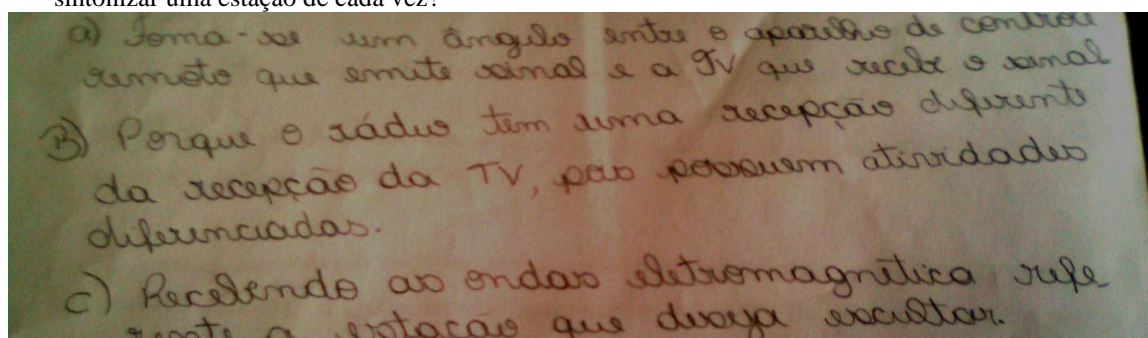 sintonizar uma estação de cada vez?
a) Foma-se um ângulo entre o aparelho de controle
remoto que emite sinal e a TV que recebe o sinal
B) Porque o rádio tem uma recepção diferente
da recepção da TV, pois possuem atividades
diferenciadas.
c) Recebendo as ondas eletromagnética refe
rente a estação que deseja escultar.